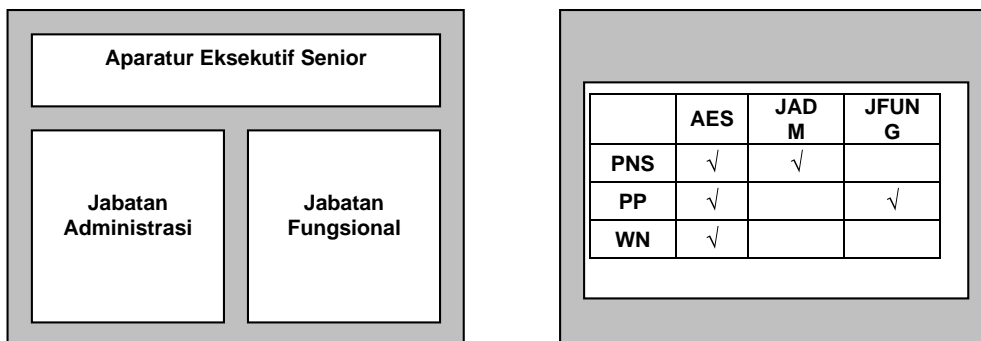 Aparatur Eksekutif Senior
Jabatan
Administrasi
Jabatan
Fungsional
AES JAD
M JFUN
G
PNS √ √
PP √ √
WN √